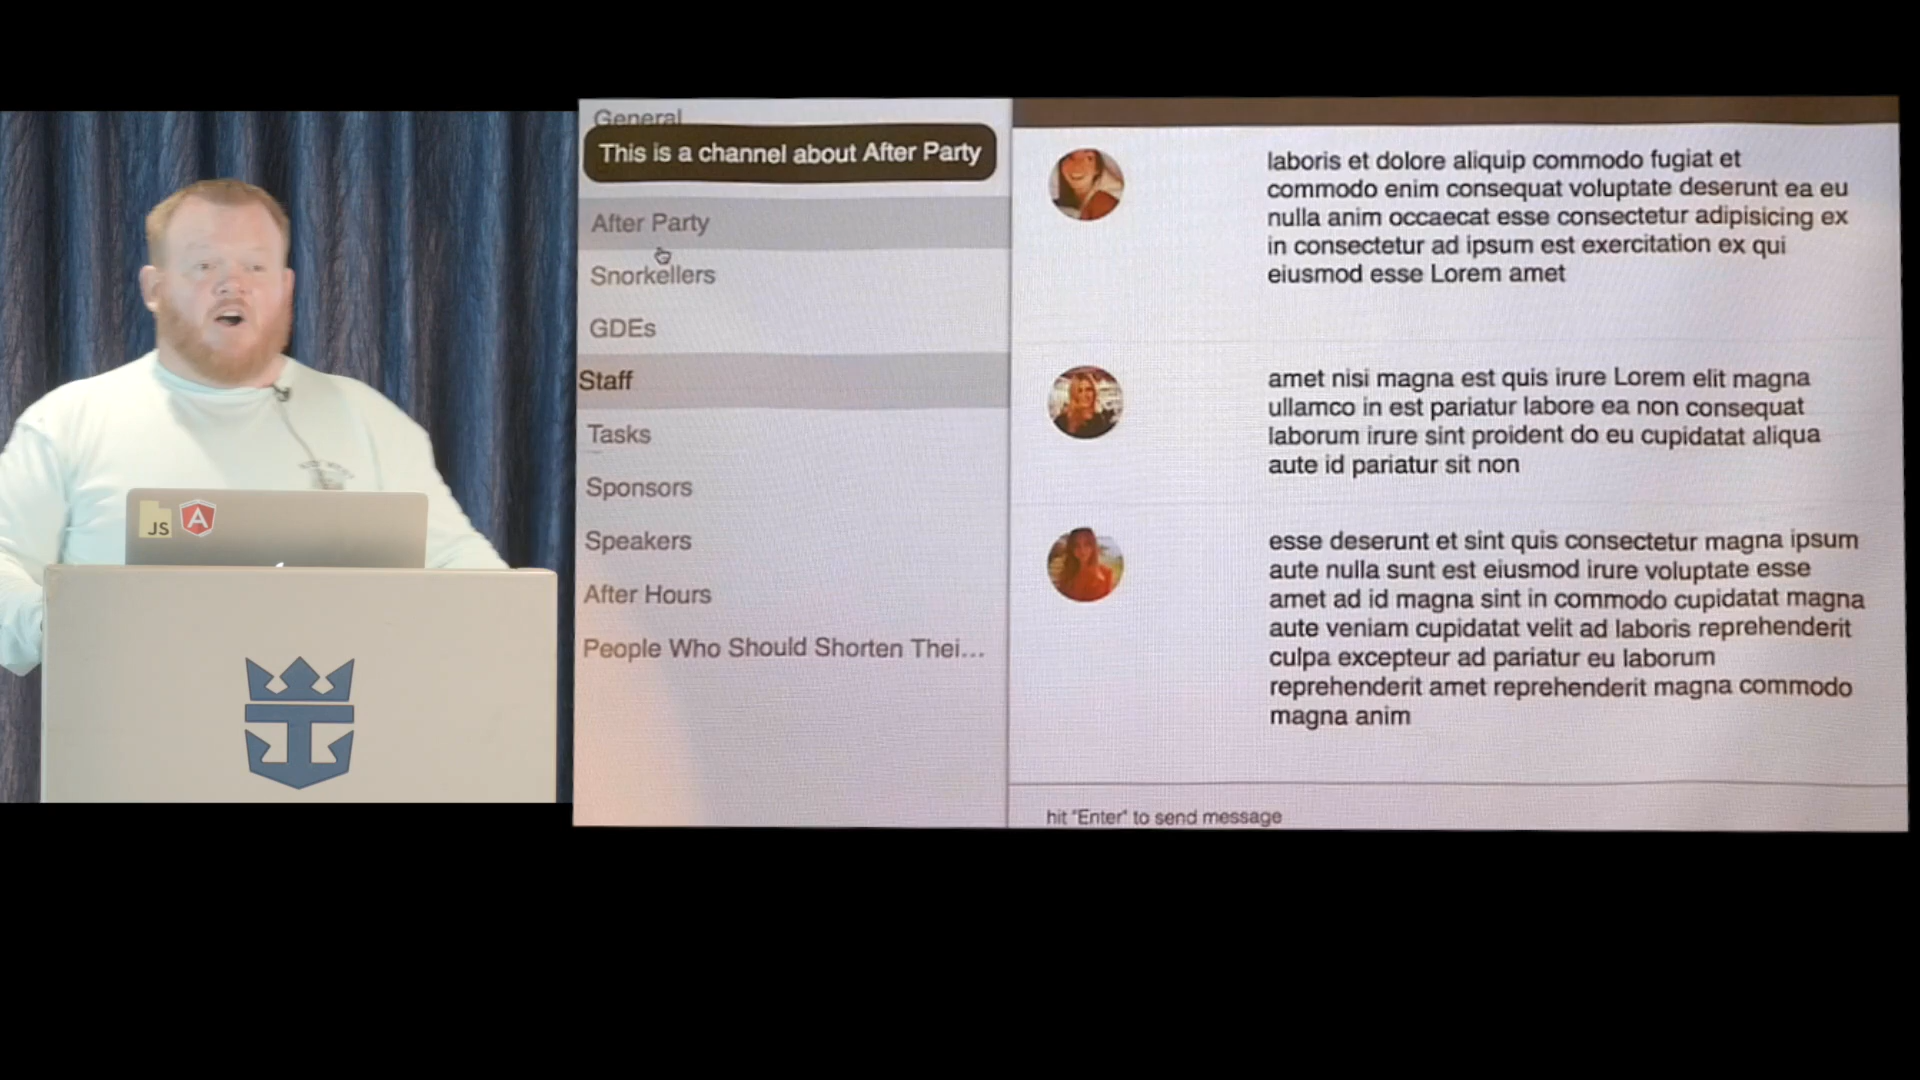 General
This is a channel about After Party
After Party
Snorkellers
GDEs
Staff
Tasks
Sponsors
Speakers
After Hours
People Who Should Shorten Thei...
laboris et dolore aliquip commodo fugiat et
commodo enim consequat voluptate deserunt ea eu
nulla anim occaecat esse consectetur adipisicing ex
in consectetur ad ipsum est exercitation ex qui
eiusmod esse Lorem amet
amet nisi magna est quis irure Lorem elit magna
ullamco in est pariatur labore ea non consequat
laborum irure sint proident do eu cupidatat aliqua
aute id pariatur sit non
esse deserunt et sint quis consectetur magna ipsum
aute nulla sunt est eiusmod irure voluptate esse
amet ad id magna sint in commodo cupidatat magna
aute veniam cupidatat velit ad laboris reprehenderit
culpa excepteur ad pariatur eu laborum
reprehenderit amet reprehenderit magna commodo
magna anim
hit "Enter" to send message
JS
A